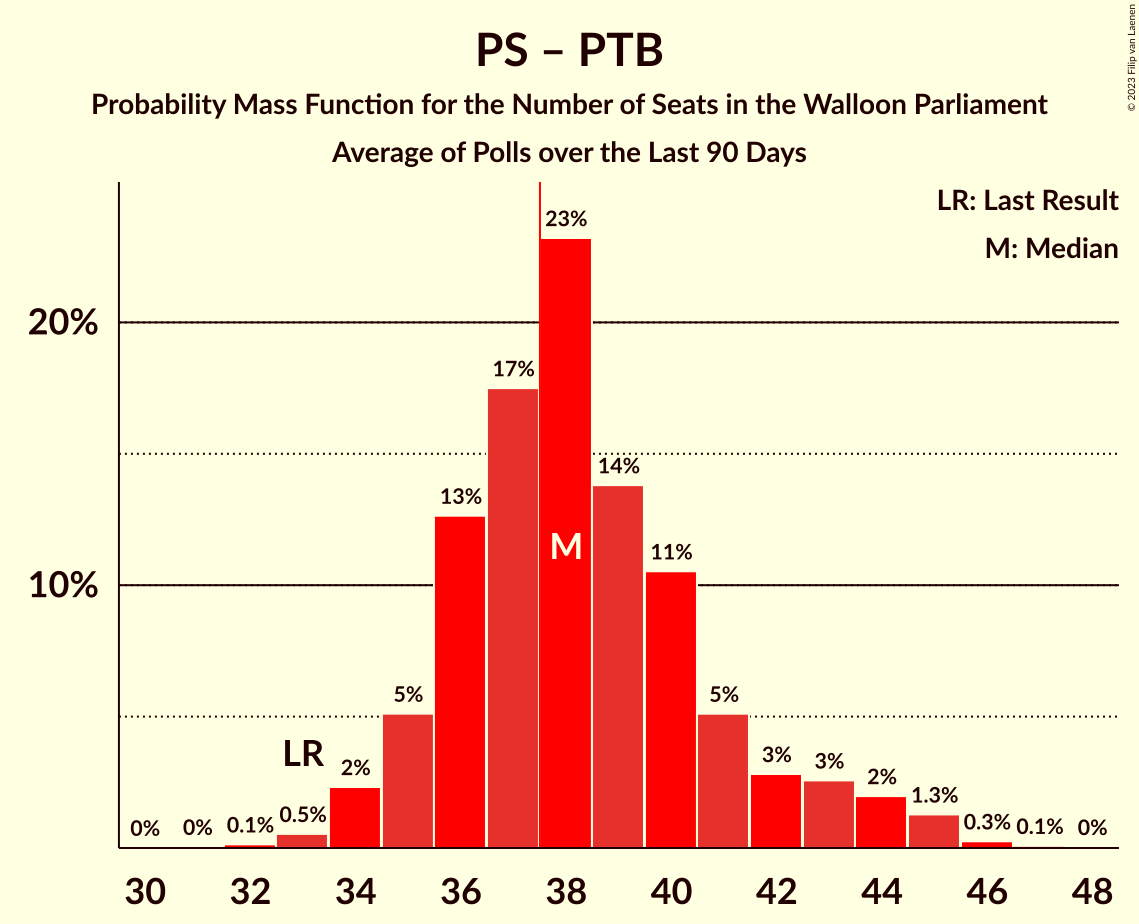 PS – PTB
Probability Mass Function for the Number of Seats in the Walloon Parliament
Average of Polls over the Last 90 Days
© 2023 Filip van Laenen
LR: Last Result
M: Median
20%
10%
0%
0%
0.1%
0.5%
LR
2%
5%
13%
17%
23%
M
14%
11%
5%
3%
3%
2%
1.3%
0.3%
0.1%
0%
30 32 34 36 38 40 42 44 46 48